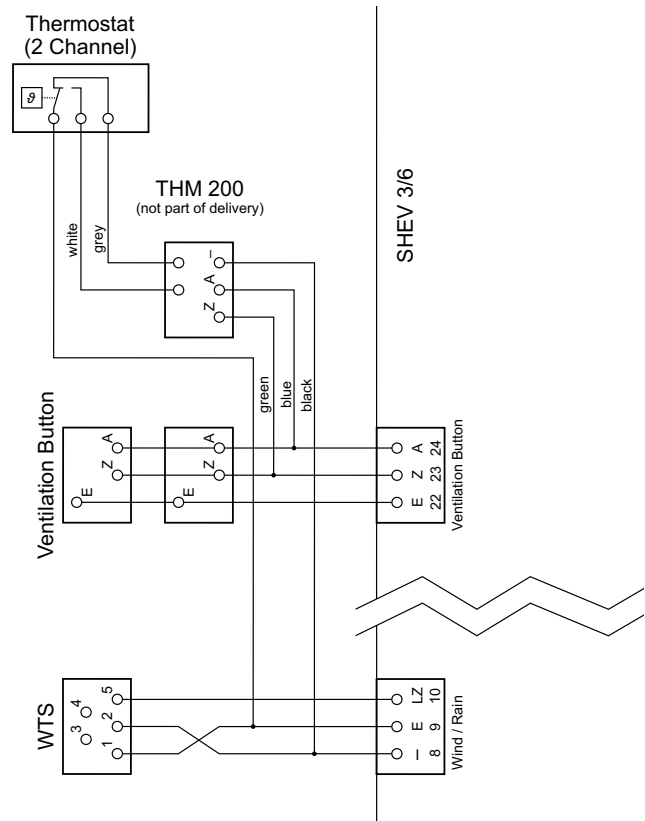 Thermostat
(2 Channel)
ϑ
white
grey
THM 200
(not part of delivery)
–
A
Z
SHEV 3/6
green
blue
black
Ventilation Button
A
Z
E
A
Z
E
A 24
Z 23
E 22
Ventilation Button
WTS
5
4
2
3
1
LZ 10
E 9
I 8
Wind / Rain